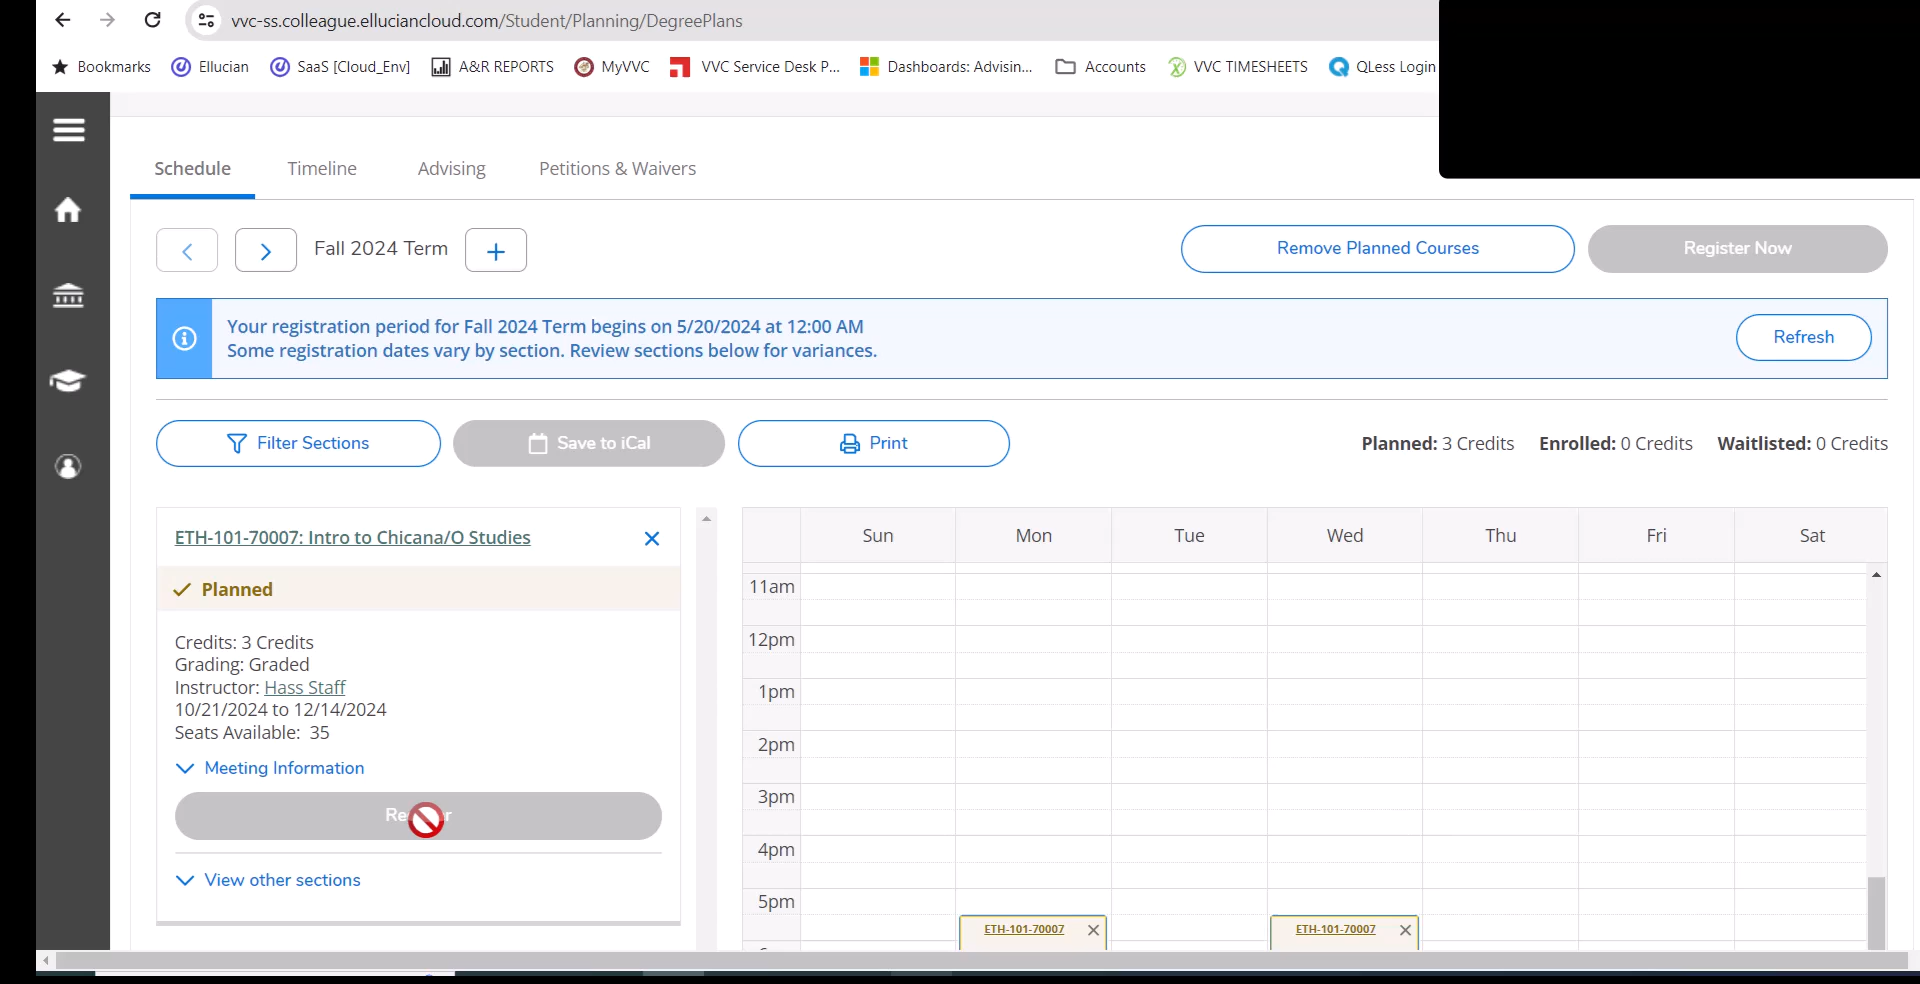 vvc-ss.colleague.elluciancloud.com/Student/Planning/DegreePlans
Bookmarks Ellucian SaaS [Cloud_Env] A&R REPORTS MyVVC VVC Service Desk P... Dashboards: Advisin... Accounts VVC TIMESHEETS QLess Login
Schedule Timeline Advising Petitions & Waivers
Fall 2024 Term Remove Planned Courses Register Now
Your registration period for Fall 2024 Term begins on 5/20/2024 at 12:00 AM
Some registration dates vary by section. Review sections below for variances.
Refresh
Filter Sections Save to iCal Print Planned: 3 Credits Enrolled: 0 Credits Waitlisted: 0 Credits
ETH-101-70007: Intro to Chicana/O Studies
Planned
Credits: 3 Credits
Grading: Graded
Instructor: Hass Staff
10/21/2024 to 12/14/2024
Seats Available: 35
Meeting Information
View other sections
Sun Mon Tue Wed Thu Fri Sat
11am
12pm
1pm
2pm
3pm
4pm
5pm
ETH-101-70007 ETH-101-70007